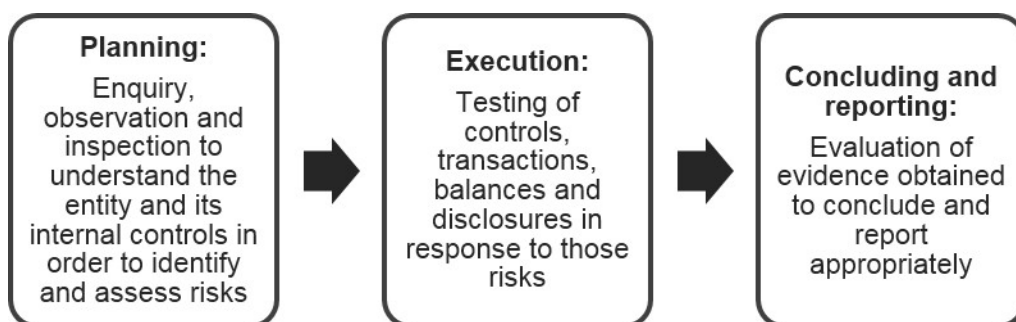 Planning:
Enquiry,
observation and
inspection to
understand the
entity and its
internal controls in
order to identify
and assess risks
Execution:
Testing of
controls,
transactions,
balances and
disclosures in
response to those
risks
Concluding and
reporting:
Evaluation of
evidence obtained
to conclude and
report
appropriately